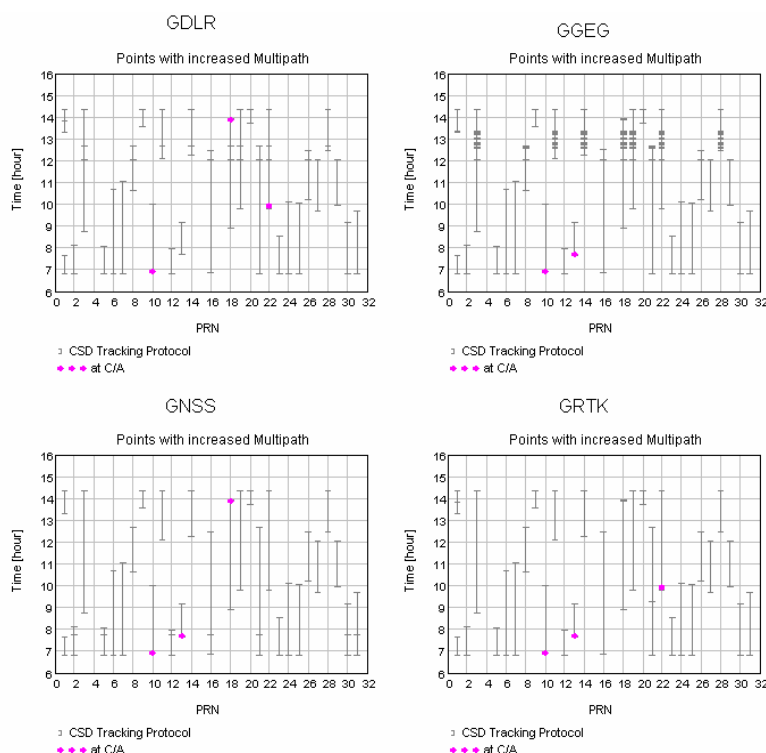 GDLR
Points with increased Multipath
Time [hour]
16
15
14
13
12
11
10
9
8
7
6
0 2 4 6 8 10 12 14 16 18 20 22 24 26 28 30 32
PRN
CSD Tracking Protocol
at C/A
GGEG
Points with increased Multipath
Time [hour]
16
15
14
13
12
11
10
9
8
7
6
0 2 4 6 8 10 12 14 16 18 20 22 24 26 28 30 32
PRN
CSD Tracking Protocol
at C/A
GNSS
Points with increased Multipath
Time [hour]
16
15
14
13
12
11
10
9
8
7
6
0 2 4 6 8 10 12 14 16 18 20 22 24 26 28 30 32
PRN
CSD Tracking Protocol
at C/A
GRTK
Points with increased Multipath
Time [hour]
16
15
14
13
12
11
10
9
8
7
6
0 2 4 6 8 10 12 14 16 18 20 22 24 26 28 30 32
PRN
CSD Tracking Protocol
at C/A